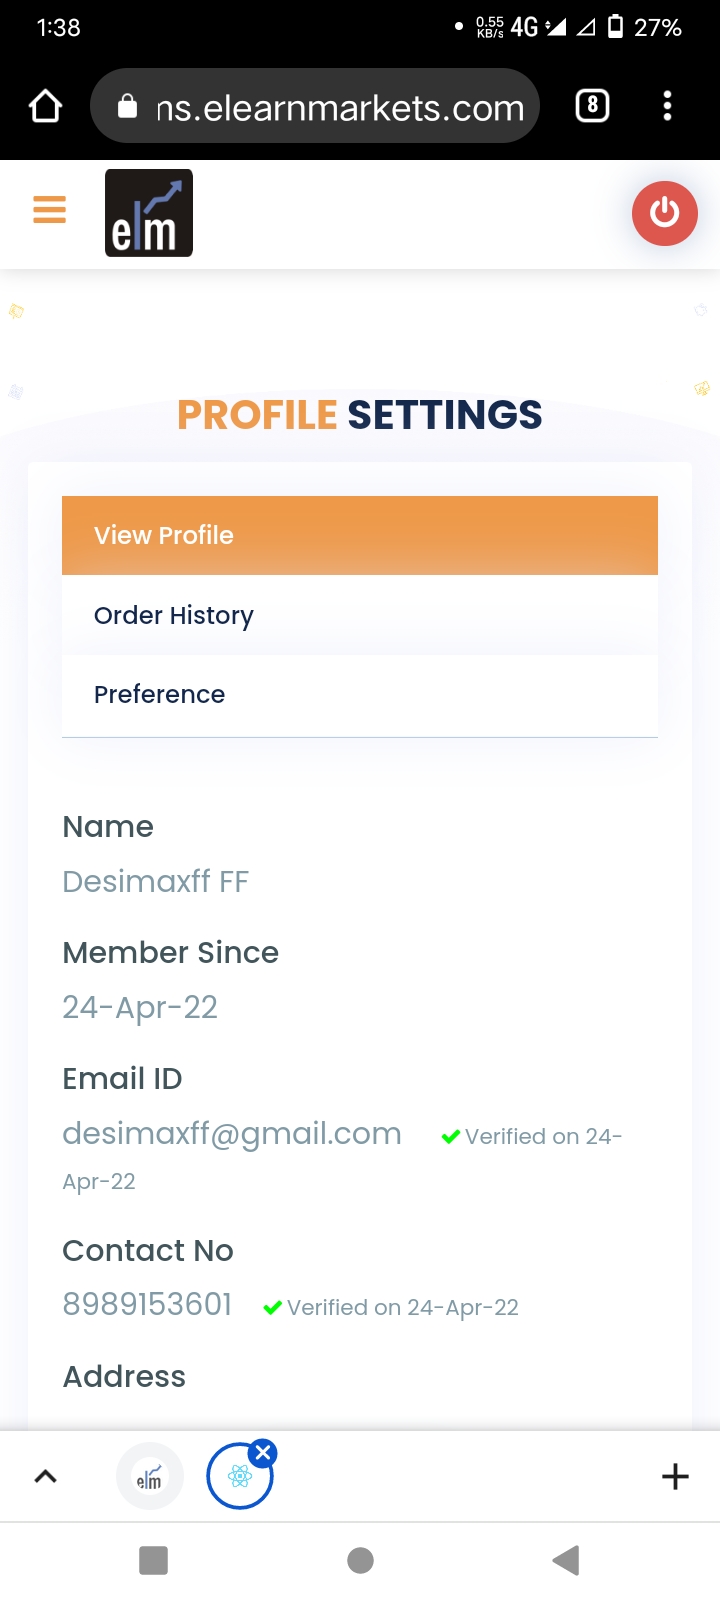 1:38
0.55
KB/s
4G
27%
ns.elearnmarkets.com
8
elm
PROFILE SETTINGS
View Profile
Order History
Preference
Name
Desimaxff FF
Member Since
24-Apr-22
Email ID
desimaxff@gmail.com Verified on 24-
Apr-22
Contact No
8989153601 Verified on 24-Apr-22
Address
elm